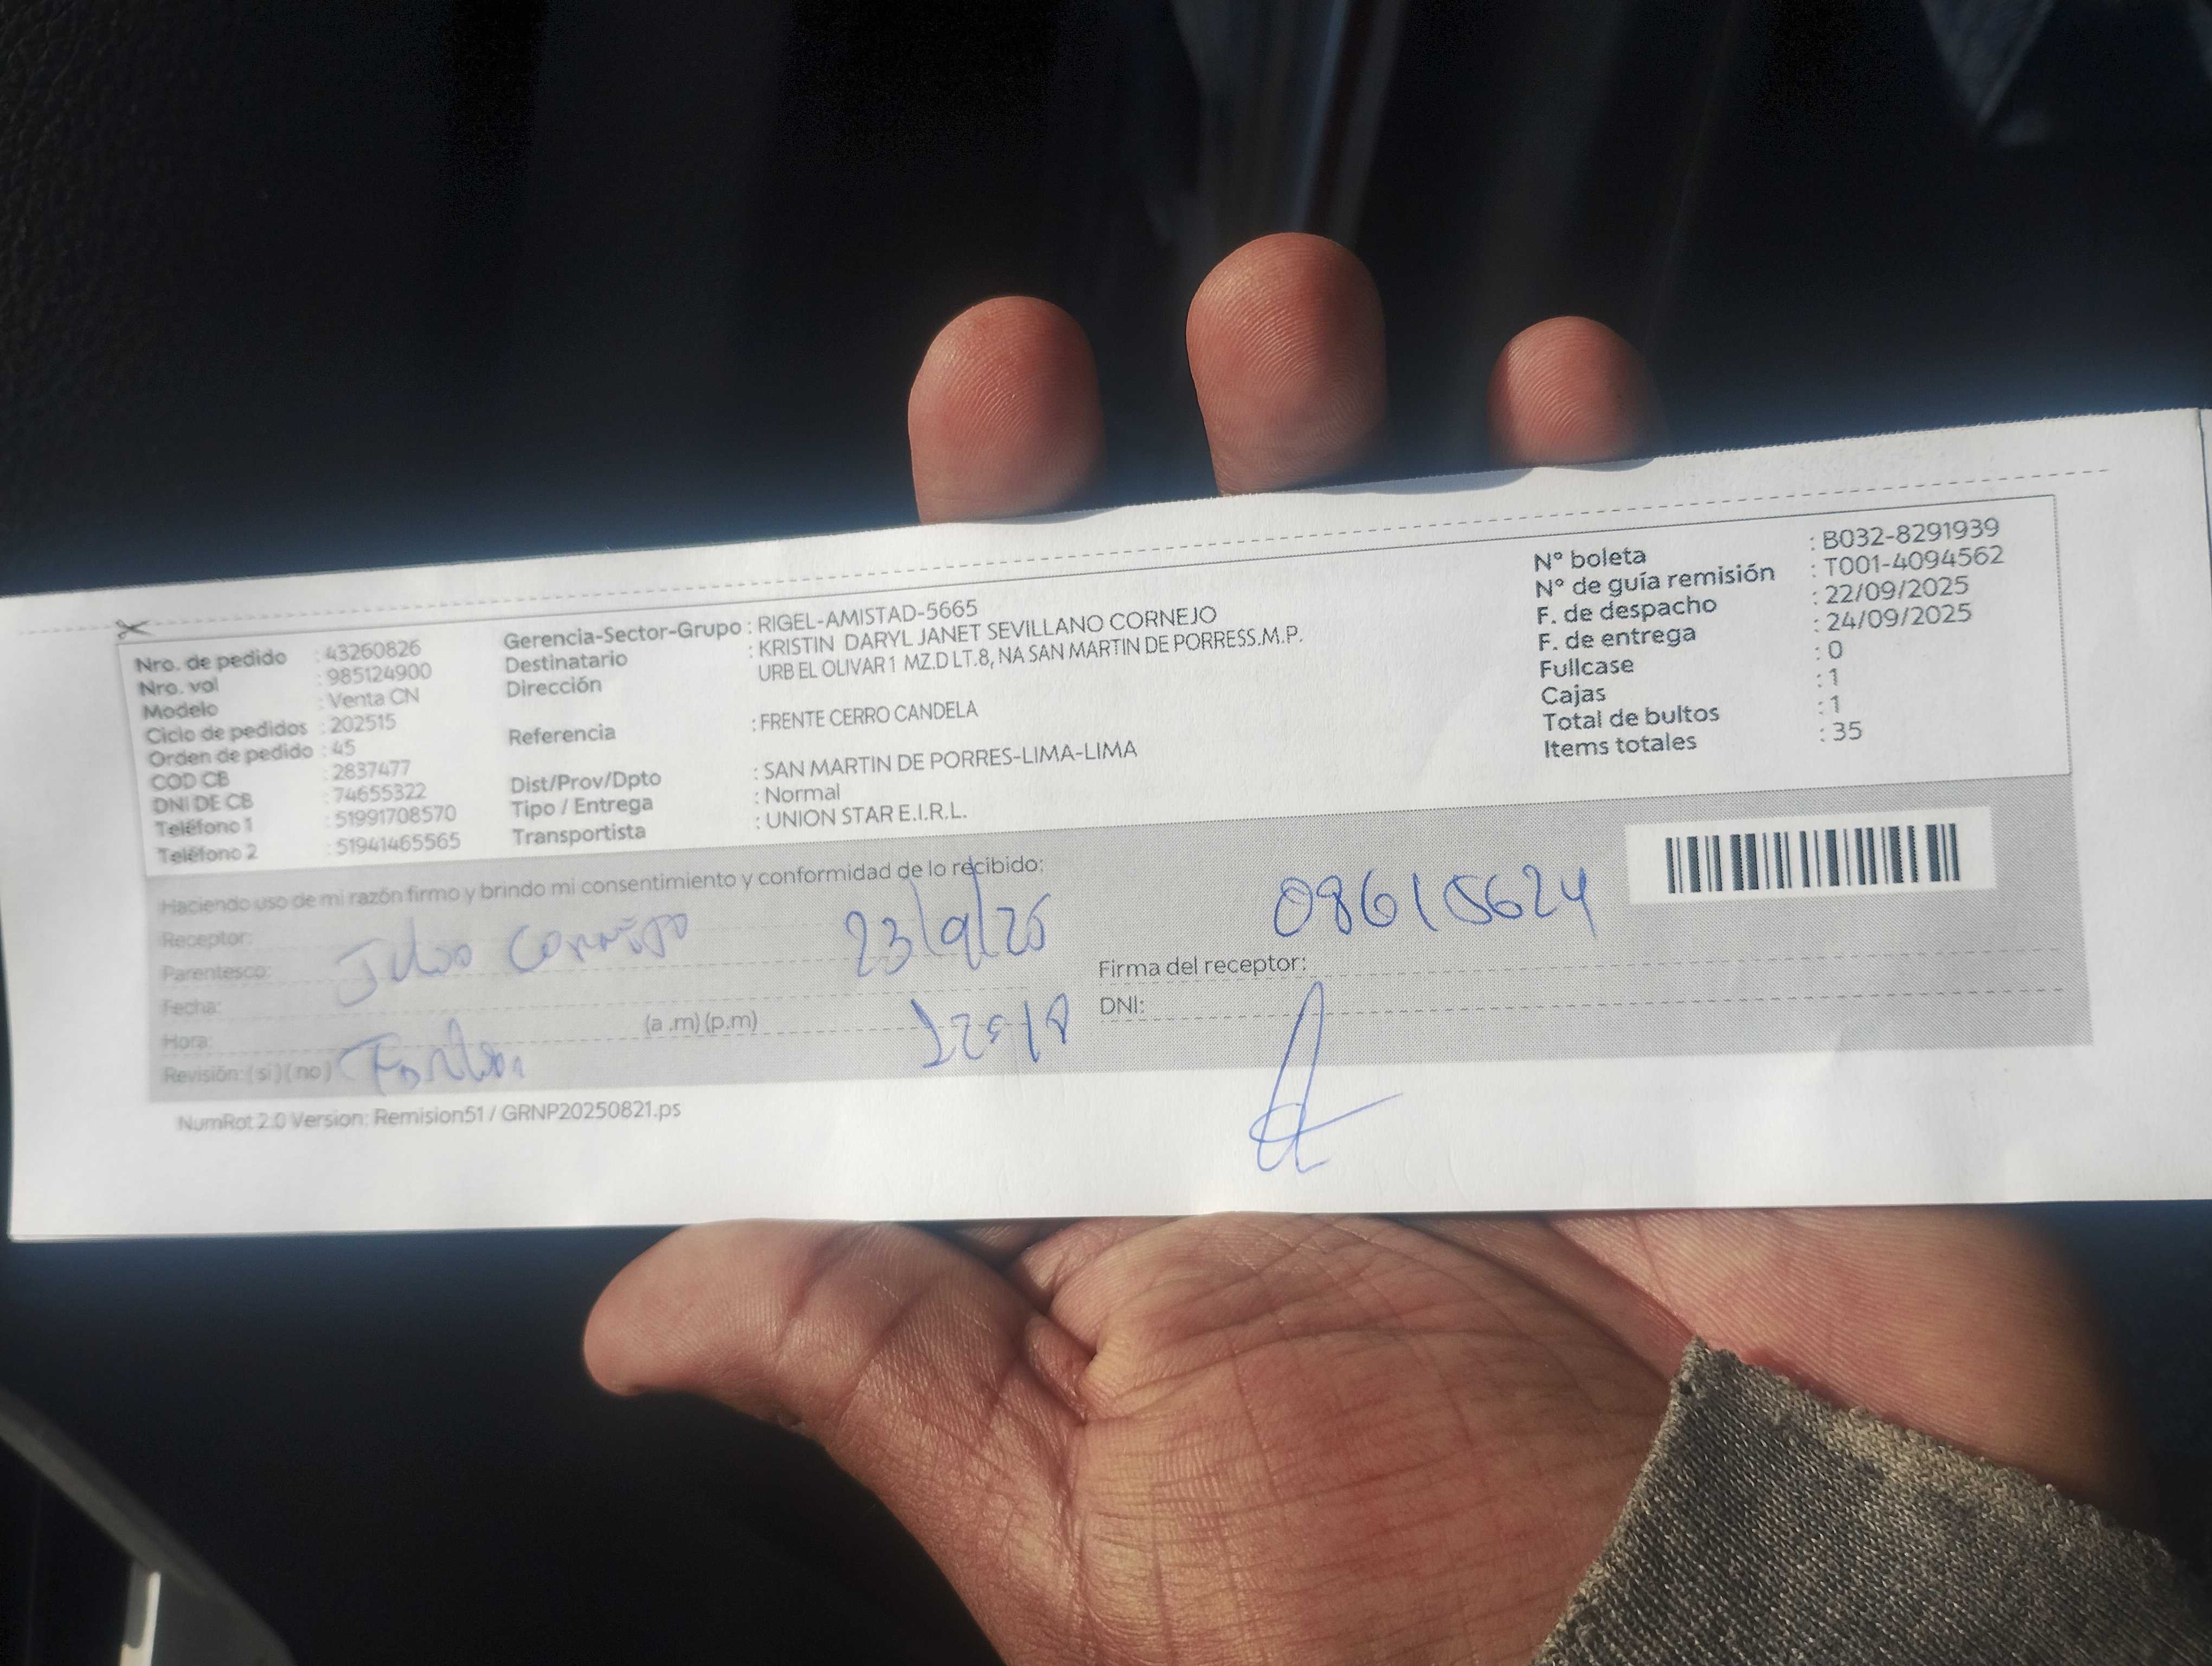 Nro. de pedido : 43260826
Nro. vol : 985124900
Modelo : Venta CN
Ciclo de pedidos : 202515
Orden de pedido : 45
COD CB : 2837477
DNI DE CB : 74655322
Teléfono 1 : 51991708570
Teléfono 2 : 51941465565
Gerencia-Sector-Grupo : RIGEL-AMISTAD-5665
Destinatario : KRISTIN DARYL JANET SEVILLANO CORNEJO
Dirección : URB EL OLIVAR 1 MZ.D LT.8, NA SAN MARTIN DE PORRESS.M.P.
Referencia : FRENTE CERRO CANDELA
Dist/Prov/Dpto : SAN MARTIN DE PORRES-LIMA-LIMA
Tipo / Entrega : Normal
Transportista : UNION STAR E.I.R.L.
N° boleta : B032-8291939
N° de guía remisión : T001-4094562
F. de despacho : 22/09/2025
F. de entrega : 24/09/2025
Fullcase : 0
Cajas : 1
Total de bultos : 1
Items totales : 35
Haciendo uso de mi razón firmo y brindo mi consentimiento y conformidad de lo recibido:
Receptor:
Parentesco:
Fecha:
Hora: (a .m) (p.m)
Revisión: ( si ) ( no )
23/9/25
08615624
Firma del receptor:
DNI:
NumRot 2.0 Version: Remision51 / GRNP20250821.ps